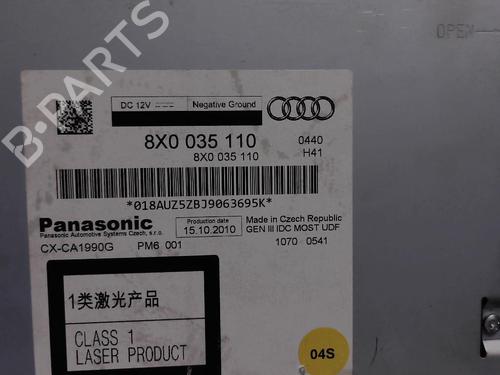 OPEN
B-PARTS
DC 12V Negative Ground
8X0 035 110 0440
8X0 035 110 H41
*018AUZ5ZBJ9063695K*
Panasonic
Panasonic Automotive Systems Czech, s.r.o.
PRODUCTION DATE
15.10.2010
Made in Czech Republic
GEN III IDC MOST UDF
CX-CA1990G PM6 001 1070 0541
1类激光产品
CLASS 1
LASER PRODUCT
04S